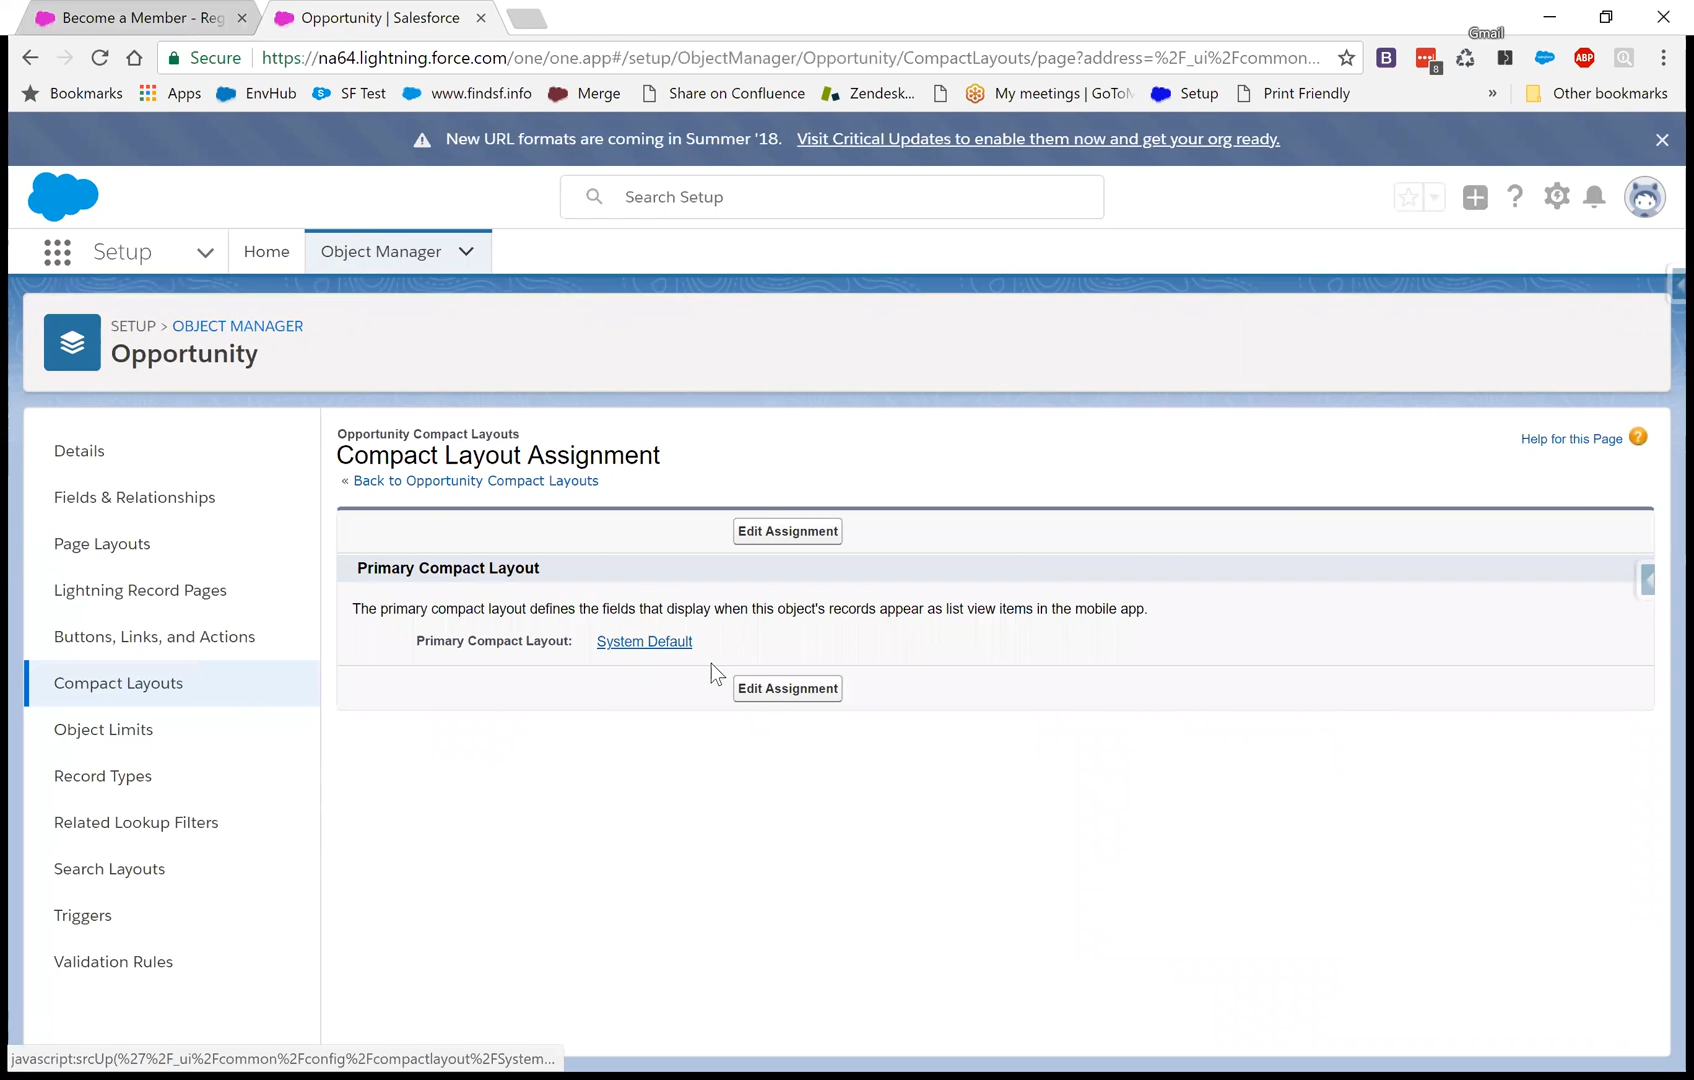 Become a Member - Reg
Opportunity | Salesforce
Gmail
Secure
https://na64.lightning.force.com/one/one.app#/setup/ObjectManager/Opportunity/CompactLayouts/page?address=%2F_ui%2Fcommon...
8
ABP
Bookmarks
Apps
EnvHub
SF Test
www.findsf.info
Merge
Share on Confluence
Zendesk...
My meetings | GoToM
Setup
Print Friendly
»
Other bookmarks
New URL formats are coming in Summer '18. Visit Critical Updates to enable them now and get your org ready.
Search Setup
Setup
Home
Object Manager
SETUP > OBJECT MANAGER
Opportunity
Details
Fields & Relationships
Page Layouts
Lightning Record Pages
Buttons, Links, and Actions
Compact Layouts
Object Limits
Record Types
Related Lookup Filters
Search Layouts
Triggers
Validation Rules
Opportunity Compact Layouts
Compact Layout Assignment
« Back to Opportunity Compact Layouts
Help for this Page ?
Edit Assignment
Primary Compact Layout
The primary compact layout defines the fields that display when this object's records appear as list view items in the mobile app.
Primary Compact Layout: System Default
Edit Assignment
javascript:srcUp(%27%2F_ui%2Fcommon%2Fconfig%2Fcompactlayout%2FSystem...